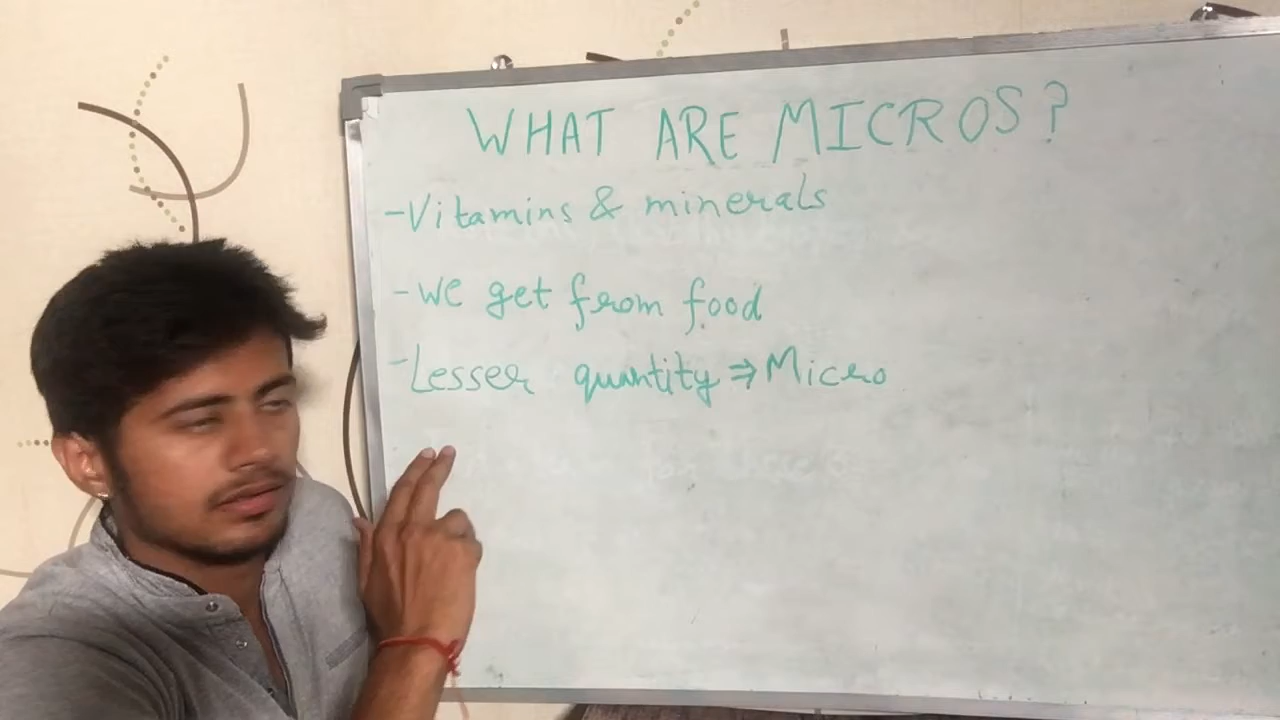 WHAT ARE MICROS?
- Vitamins & minerals
- We get from food
- Lesser quantity ⇒ Micro